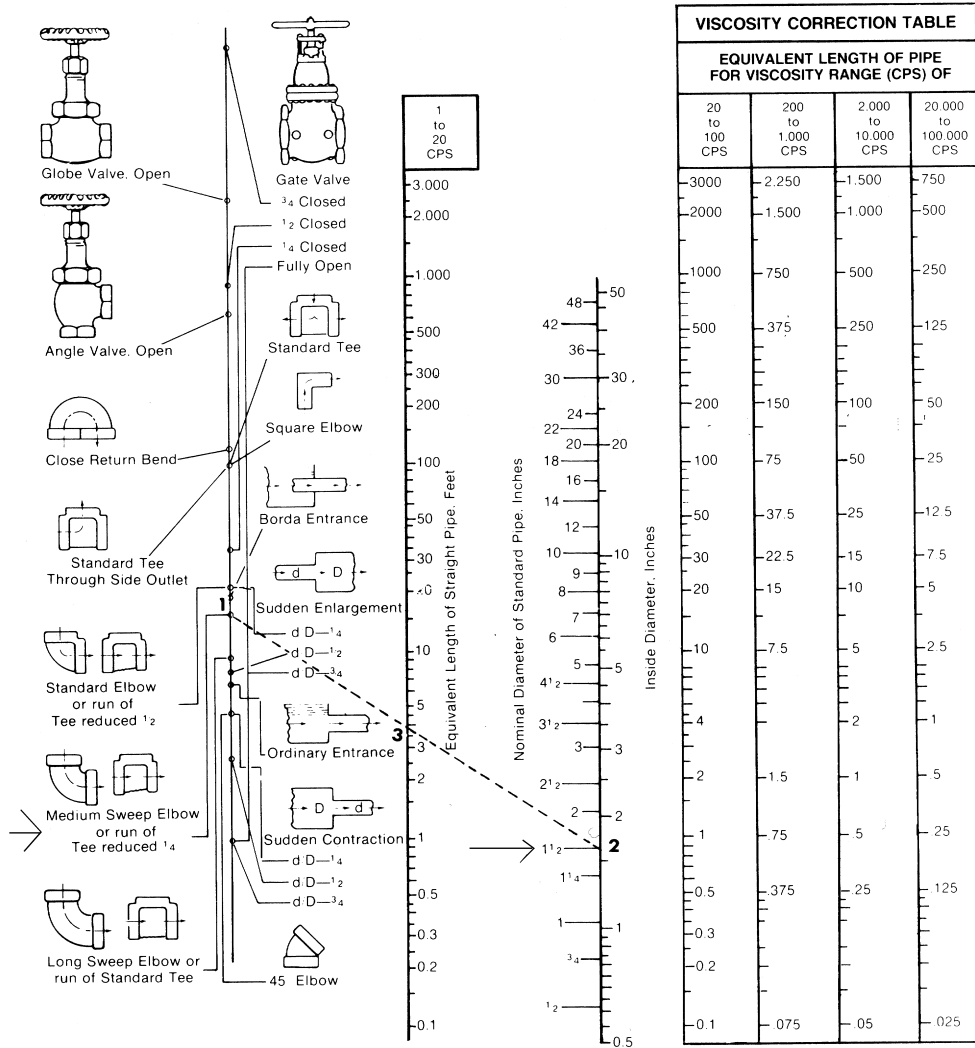 Globe Valve. Open
Angle Valve. Open
Close Return Bend
Standard Tee
Through Side Outlet
1
Standard Elbow
or run of
Tee reduced 1/2
Medium Sweep Elbow
or run of
Tee reduced 1/4
Long Sweep Elbow or
run of Standard Tee
Gate Valve
3/4 Closed
1/2 Closed
1/4 Closed
Fully Open
Standard Tee
Square Elbow
Borda Entrance
d D
Sudden Enlargement
d D—1/4
d D—1/2
d D—3/4
Ordinary Entrance
D d
Sudden Contraction
d/D—1/4
d/D—1/2
d/D—3/4
45 Elbow
1
to
20
CPS
3.000
2.000
1.000
500
300
200
100
50
30
20
10
5
4
3
3
2
1
0.5
0.3
0.2
0.1
Equivalent Length of Straight Pipe. Feet
Nominal Diameter of Standard Pipe. Inches
48
42
36
30
24
22
20
18
16
14
12
10
9
8
7
6
5
4 1/2
3 1/2
3
2 1/2
2
1 1/2
1 1/4
1
3/4
1/2
50
30
20
10
5
3
2
2
1
0.5
Inside Diameter. Inches
VISCOSITY CORRECTION TABLE
EQUIVALENT LENGTH OF PIPE
FOR VISCOSITY RANGE (CPS) OF
20 200 2.000 20.000
to to to to
100 1.000 10.000 100.000
CPS CPS CPS CPS
3000 2.250 1.500 750
2000 1.500 1.000 500
1000 750 500 250
500 375 250 125
200 150 100 50
100 75 50 25
50 37.5 25 12.5
30 22.5 15 7.5
20 15 10 5
10 7.5 5 2.5
4 2 1
2 1.5 1 .5
1 .75 .5 25
0.5 .375 .25 .125
0.3
0.2
0.1 .075 .05 .025